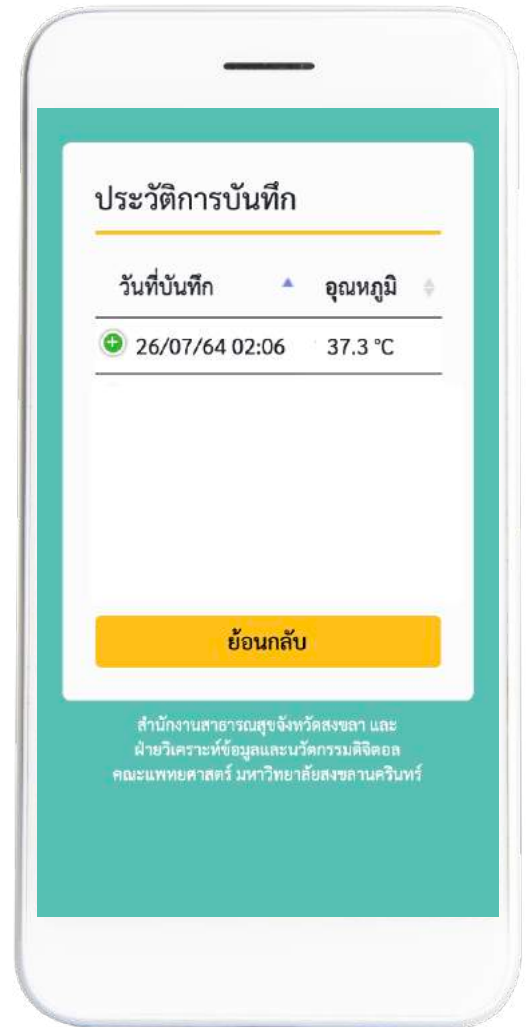 ประวัติการบันทึก
วันที่บันทึก อุณหภูมิ
26/07/64 02:06 37.3 °C
ย้อนกลับ
สำนักงานสาธารณสุขจังหวัดสงขลา และ
ฝ่ายวิเคราะห์ข้อมูลและนวัตกรรมดิจิตอล
คณะแพทยศาสตร์ มหาวิทยาลัยสงขลานครินทร์